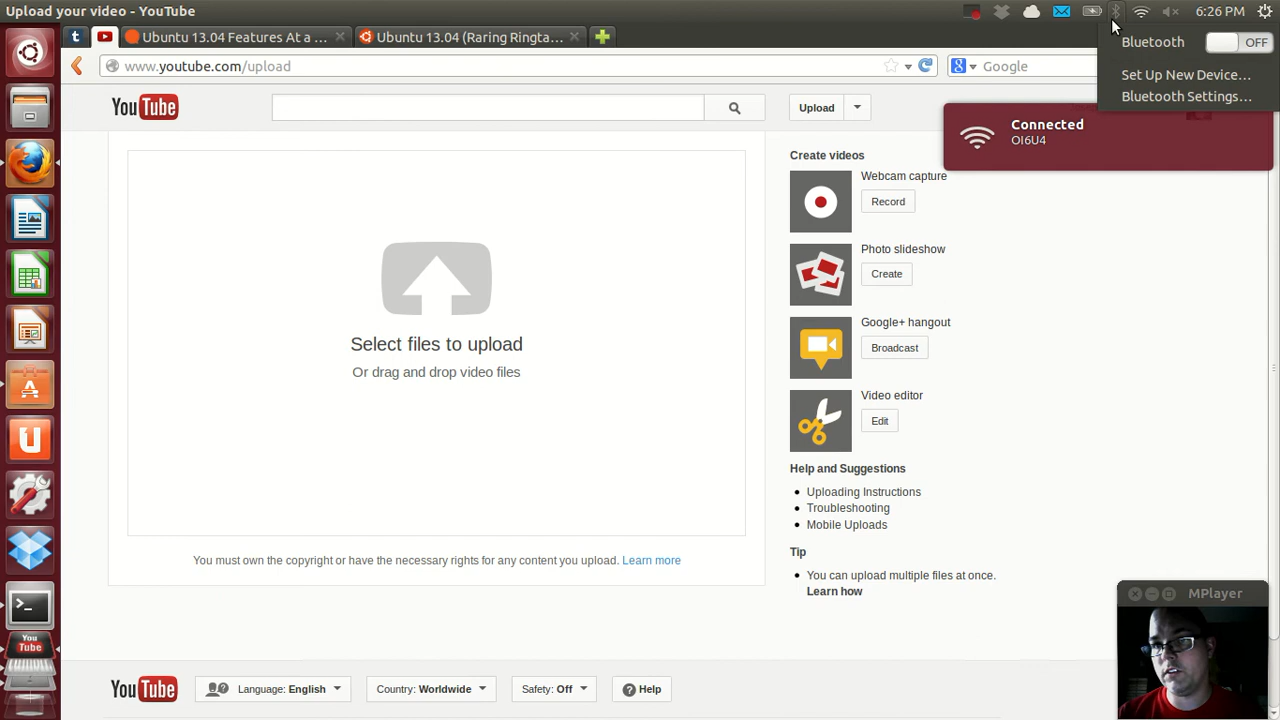 Upload your video - YouTube
6:26 PM
t
Ubuntu 13.04 Features At a ...
Ubuntu 13.04 (Raring Ringta...
www.youtube.com/upload
Google
Bluetooth
OFF
Set Up New Device...
Bluetooth Settings...
Connected
OI6U4
YouTube
Upload
Select files to upload
Or drag and drop video files
You must own the copyright or have the necessary rights for any content you upload. Learn more
Create videos
Webcam capture
Record
Photo slideshow
Create
Google+ hangout
Broadcast
Video editor
Edit
Help and Suggestions
Uploading Instructions
Troubleshooting
Mobile Uploads
Tip
You can upload multiple files at once.
Learn how
MPlayer
You
Tube
YouTube
Language: English
Country: Worldwide
Safety: Off
Help